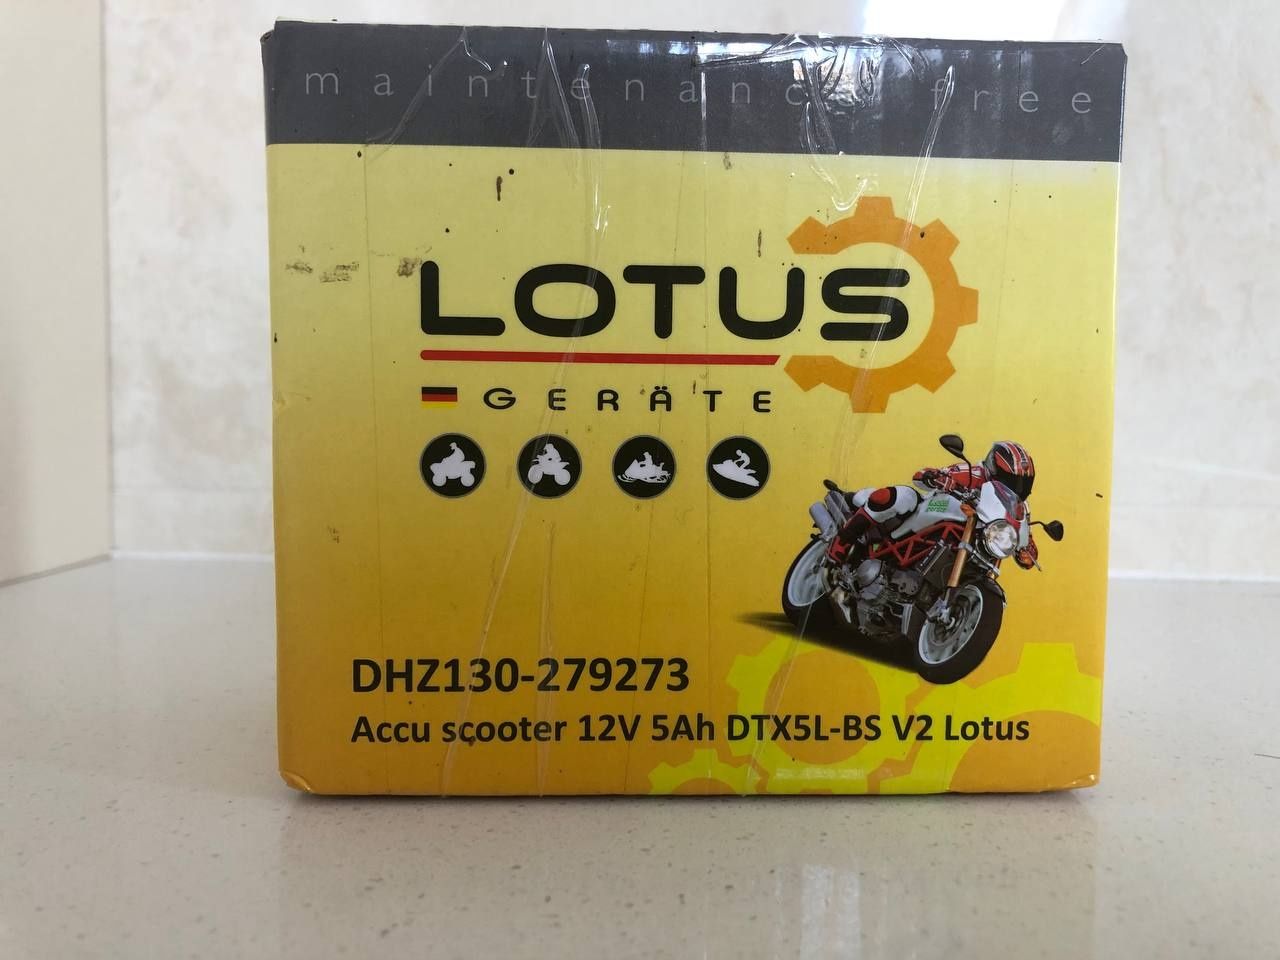 maintenance free
LOTUS
GERÄTE
DHZ130-279273
Accu scooter 12V 5Ah DTX5L-BS V2 Lotus